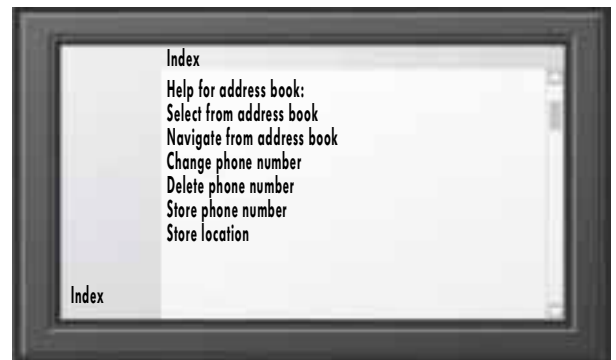 Index
Help for address book:
Select from address book
Navigate from address book
Change phone number
Delete phone number
Store phone number
Store location
Index